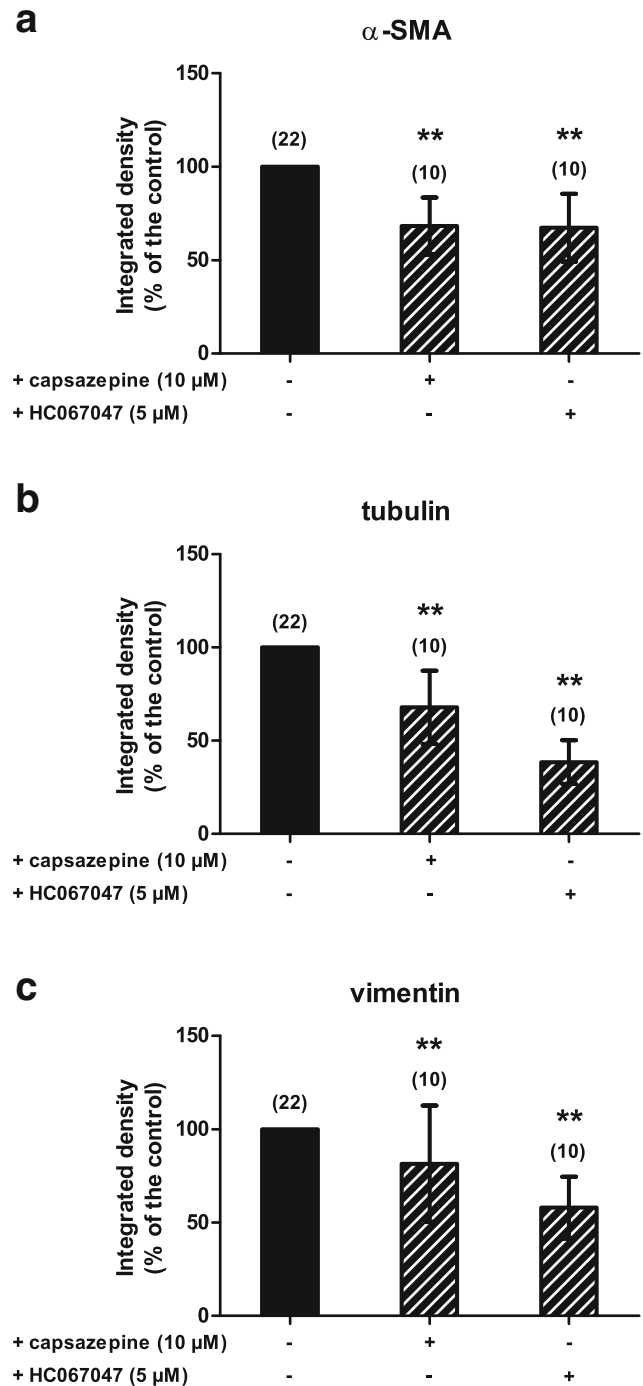 a
α-SMA
Integrated density
(% of the control)
150
100
50
0
(22)
**
(10)
**
(10)
+ capsazepine (10 µM) - + -
+ HC067047 (5 µM) - - +
b
tubulin
Integrated density
(% of the control)
150
100
50
0
(22)
**
(10)
**
(10)
+ capsazepine (10 µM) - + -
+ HC067047 (5 µM) - - +
c
vimentin
Integrated density
(% of the control)
150
100
50
0
(22)
**
(10)
**
(10)
+ capsazepine (10 µM) - + -
+ HC067047 (5 µM) - - +